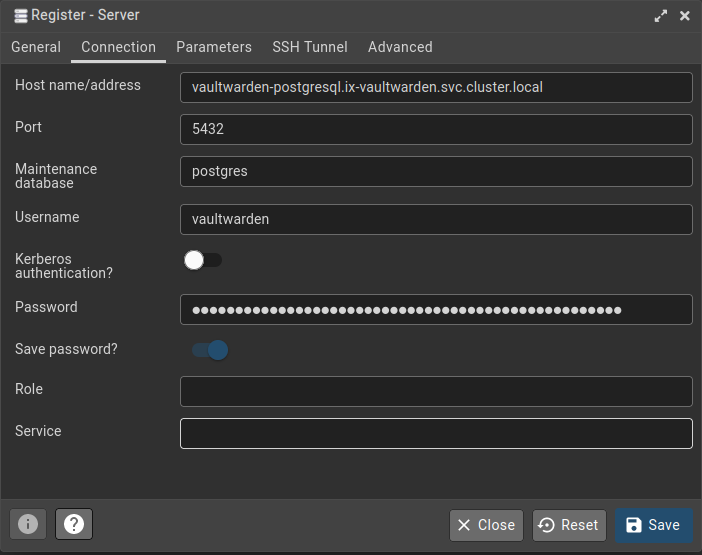 Register - Server
General Connection Parameters SSH Tunnel Advanced
Host name/address vaultwarden-postgresql.ix-vaultwarden.svc.cluster.local
Port 5432
Maintenance
database
postgres
Username vaultwarden
Kerberos
authentication?
Password ••••••••••••••••••••••••••••••••••••••••••••••••••
Save password?
Role
Service
Close Reset Save